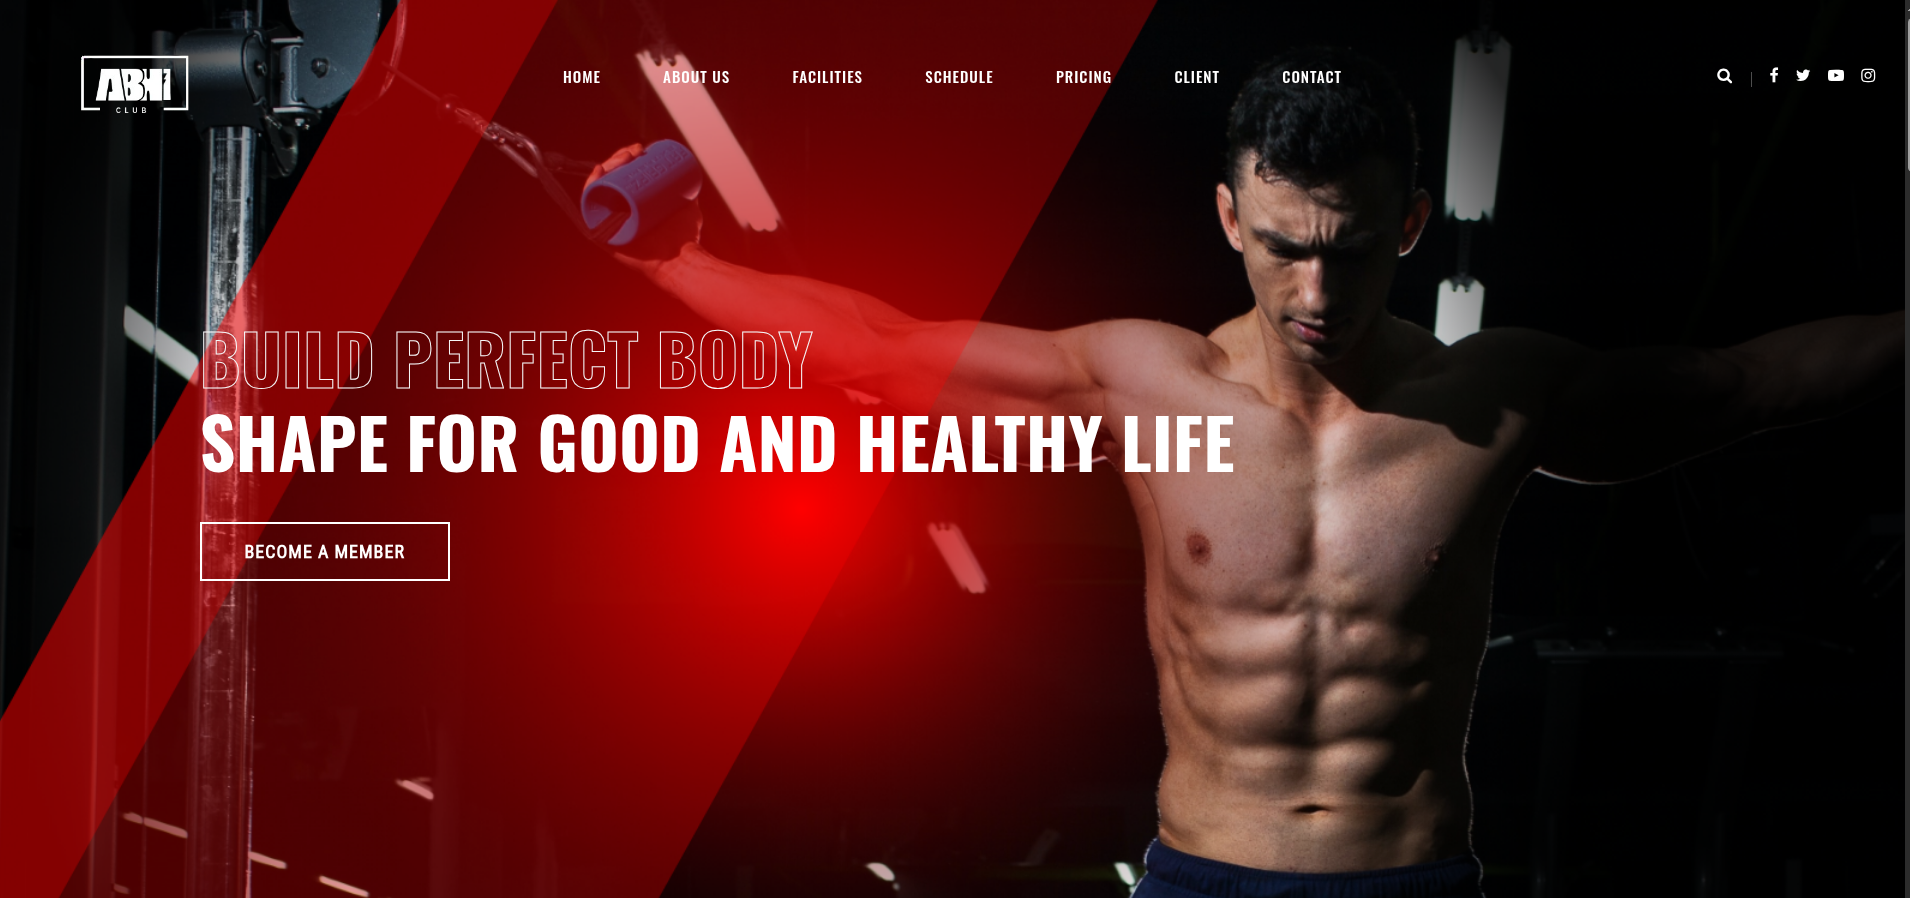 ABHI
CLUB
HOME ABOUT US FACILITIES SCHEDULE PRICING CLIENT CONTACT
BUILD PERFECT BODY
SHAPE FOR GOOD AND HEALTHY LIFE
BECOME A MEMBER